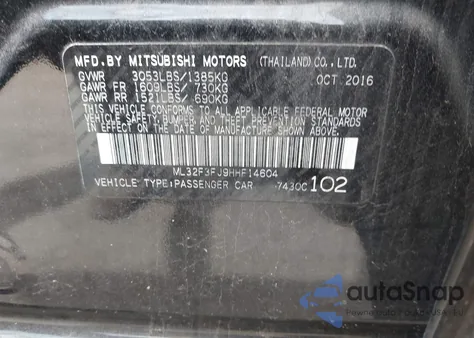 MFD.BY MITSUBISHI MOTORS (THAILAND) CO., LTD.
GVWR 3053LBS/1385KG OCT.2016
GAWR FR 1609LBS/ 730KG
GAWR RR 1521LBS/ 690KG
THIS VEHICLE CONFORMS TO ALL APPLICABLE FEDERAL MOTOR
VEHICLE SAFETY, BUMPER, AND THEFT PREVENTION STANDARDS
IN EFFECT ON THE DATE OF MANUFACTURE SHOWN ABOVE.
ML32F3FJ9HHF14604
VEHICLE TYPE:PASSENGER CAR 7430C 102
autoSnap